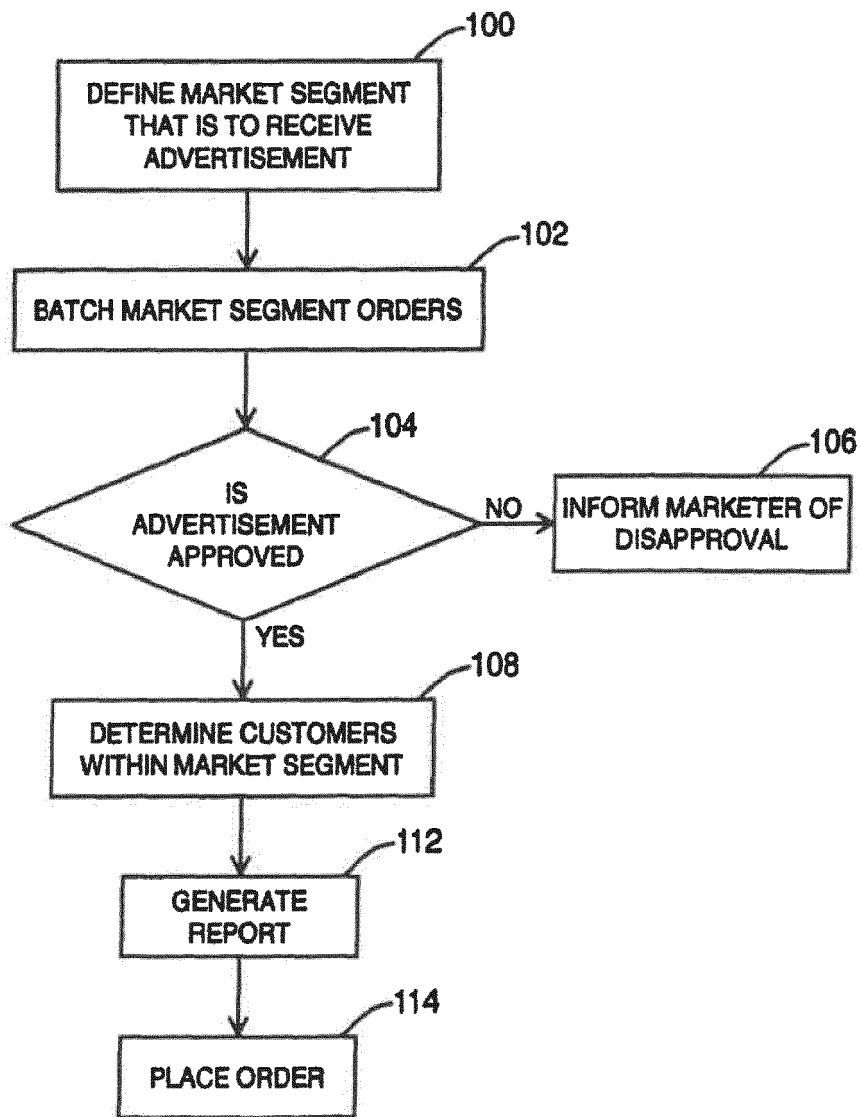 100
DEFINE MARKET SEGMENT
THAT IS TO RECEIVE
ADVERTISEMENT
102
BATCH MARKET SEGMENT ORDERS
104
IS
ADVERTISEMENT
APPROVED
NO
106
INFORM MARKETER OF
DISAPPROVAL
YES
108
DETERMINE CUSTOMERS
WITHIN MARKET SEGMENT
112
GENERATE
REPORT
114
PLACE ORDER